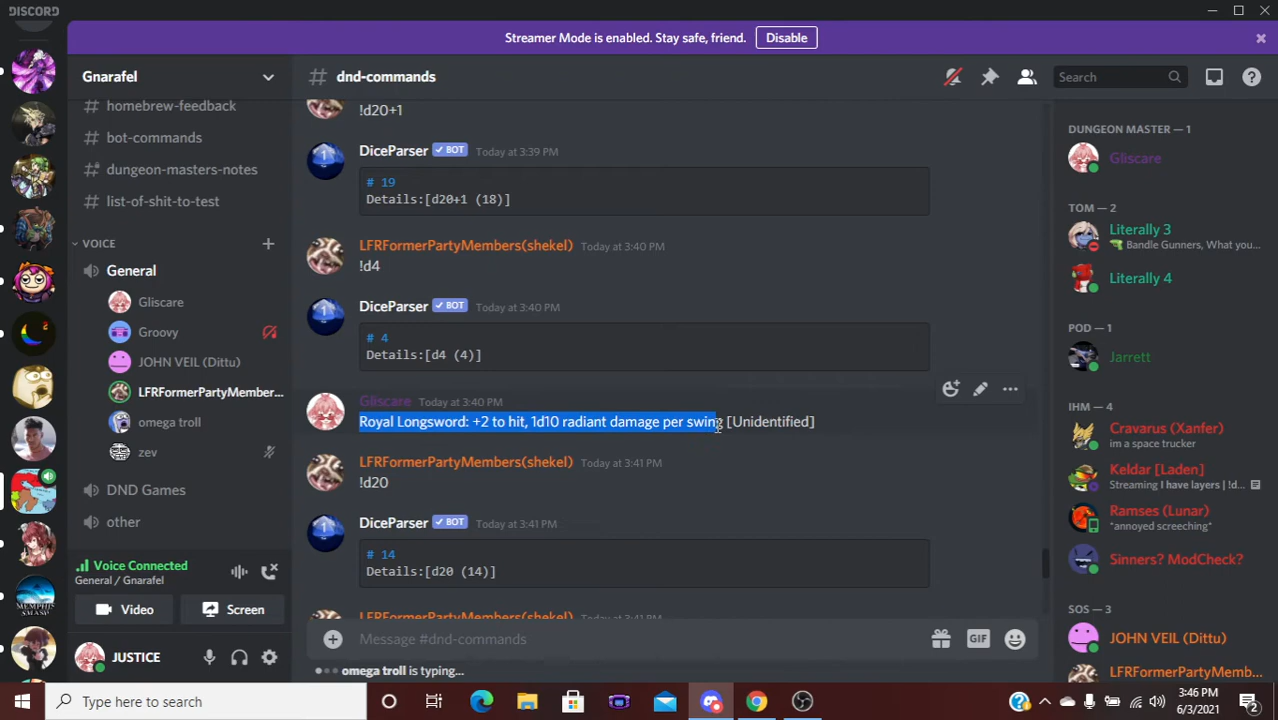 DISCORD
Streamer Mode is enabled. Stay safe, friend.
Disable
Gnarafel
homebrew-feedback
bot-commands
dungeon-masters-notes
list-of-shit-to-test
VOICE
General
Gliscare
Groovy
JOHN VEIL (Dittu)
LFRFormerPartyMember...
omega troll
zev
DND Games
other
Voice Connected
General / Gnarafel
Video
Screen
JUSTICE
# dnd-commands
Search
!d20+1
DiceParser ✓ BOT Today at 3:39 PM
# 19
Details:[d20+1 (18)]
LFRFormerPartyMembers(shekel) Today at 3:40 PM
!d4
DiceParser ✓ BOT Today at 3:40 PM
# 4
Details:[d4 (4)]
Gliscare Today at 3:40 PM
Royal Longsword: +2 to hit, 1d10 radiant damage per swing [Unidentified]
LFRFormerPartyMembers(shekel) Today at 3:41 PM
!d20
DiceParser ✓ BOT Today at 3:41 PM
# 14
Details:[d20 (14)]
LFRFormerPartyMembers(shekel) Today at 3:41 PM
Message #dnd-commands
GIF
omega troll is typing...
DUNGEON MASTER — 1
Gliscare
TOM — 2
Literally 3
Bandle Gunners, What you...
Literally 4
POD — 1
Jarrett
IHM — 4
Cravarus (Xanfer)
im a space trucker
Keldar [Laden]
Streaming I have layers | !d...
Ramses (Lunar)
*annoyed screeching*
Sinners? ModCheck?
SOS — 3
JOHN VEIL (Dittu)
LFRFormerPartyMemb...
Type here to search
3:46 PM
6/3/2021
2